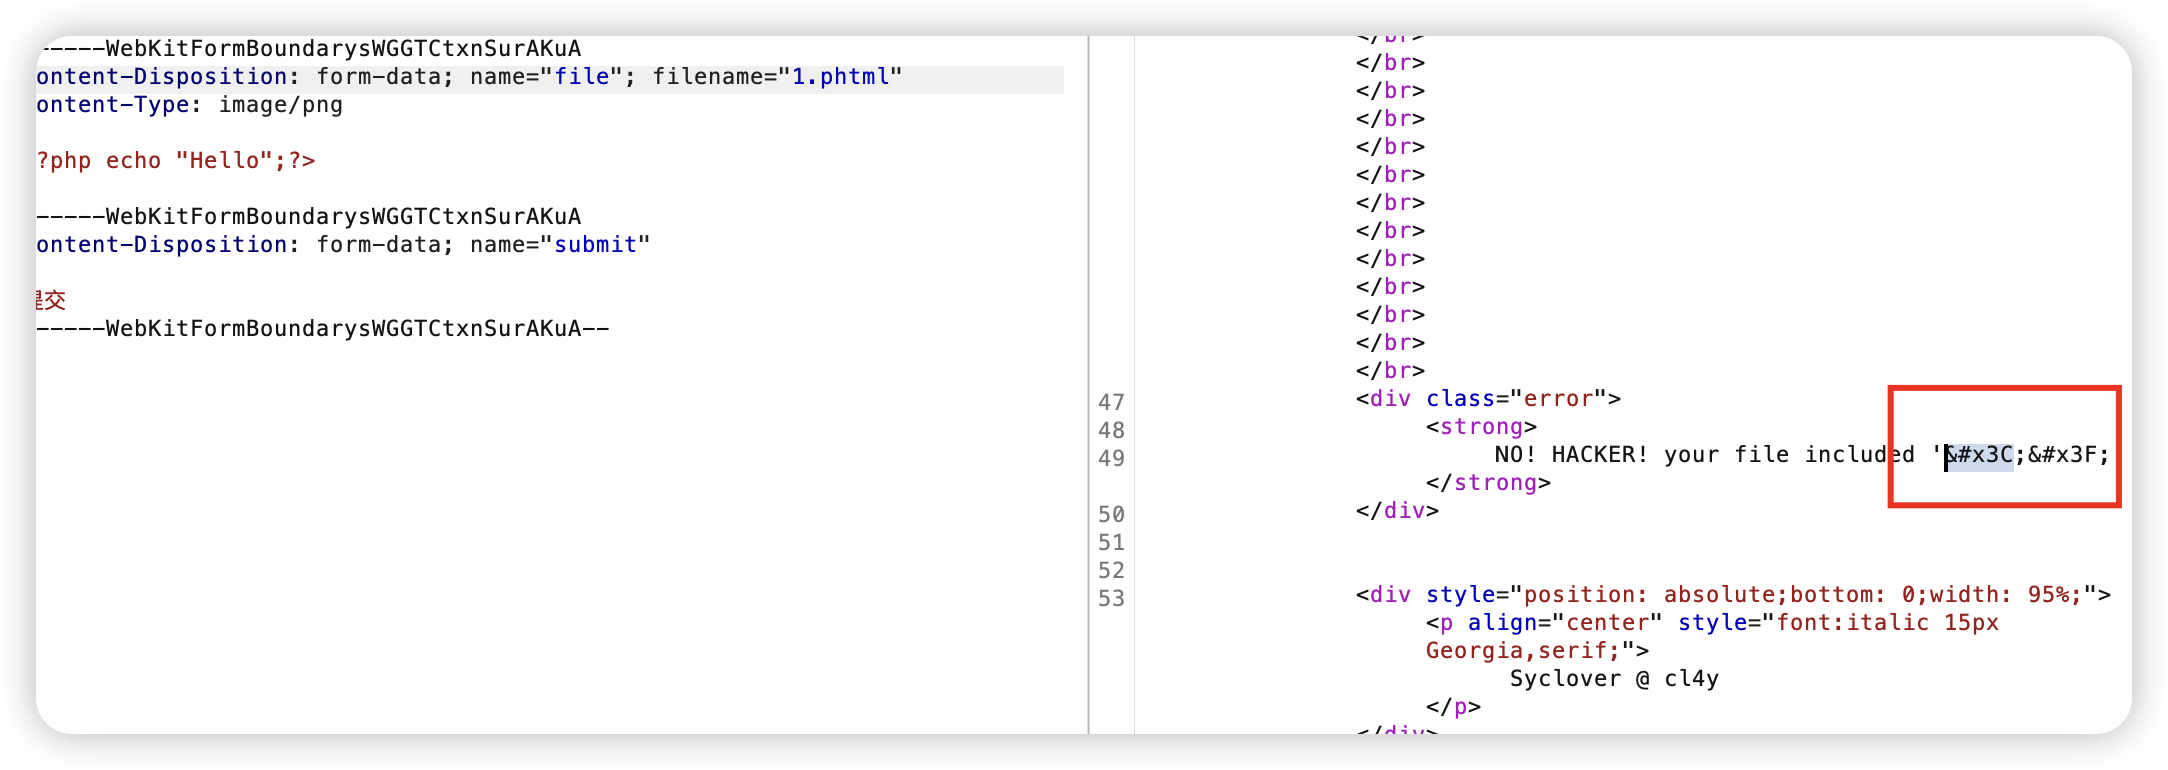 -----WebKitFormBoundarysWGGTCtxnSurAKuA
ontent-Disposition: form-data; name="file"; filename="1.phtml"
ontent-Type: image/png
?php echo "Hello";?>
-----WebKitFormBoundarysWGGTCtxnSurAKuA
ontent-Disposition: form-data; name="submit"
交
-----WebKitFormBoundarysWGGTCtxnSurAKuA--
</br>
</br>
</br>
</br>
</br>
</br>
</br>
</br>
</br>
</br>
</br>
</br>
</br>
47 <div class="error">
48 <strong>
49 NO! HACKER! your file included '&#x3C;&#x3F;
</strong>
50 </div>
51
52
53 <div style="position: absolute;bottom: 0;width: 95%;">
<p align="center" style="font:italic 15px
Georgia,serif;">
Syclover @ cl4y
</p>
</div>